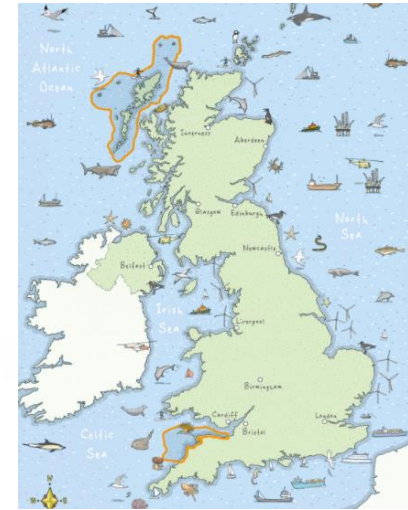 North
Atlantic
Ocean
Inverness
Aberdeen
Glasgow
Edinburgh
North
Sea
Newcastle
Belfast
Irish
Sea
Liverpool
Birmingham
Cardiff
London
Bristol
Celtic
Sea